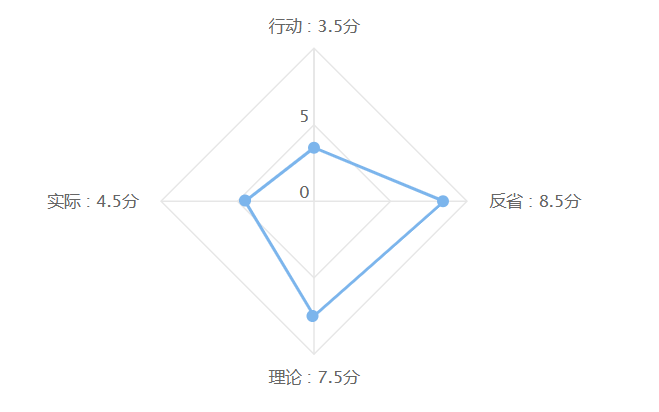 行动 : 3.5分
5
0
实际 : 4.5分
反省 : 8.5分
理论 : 7.5分